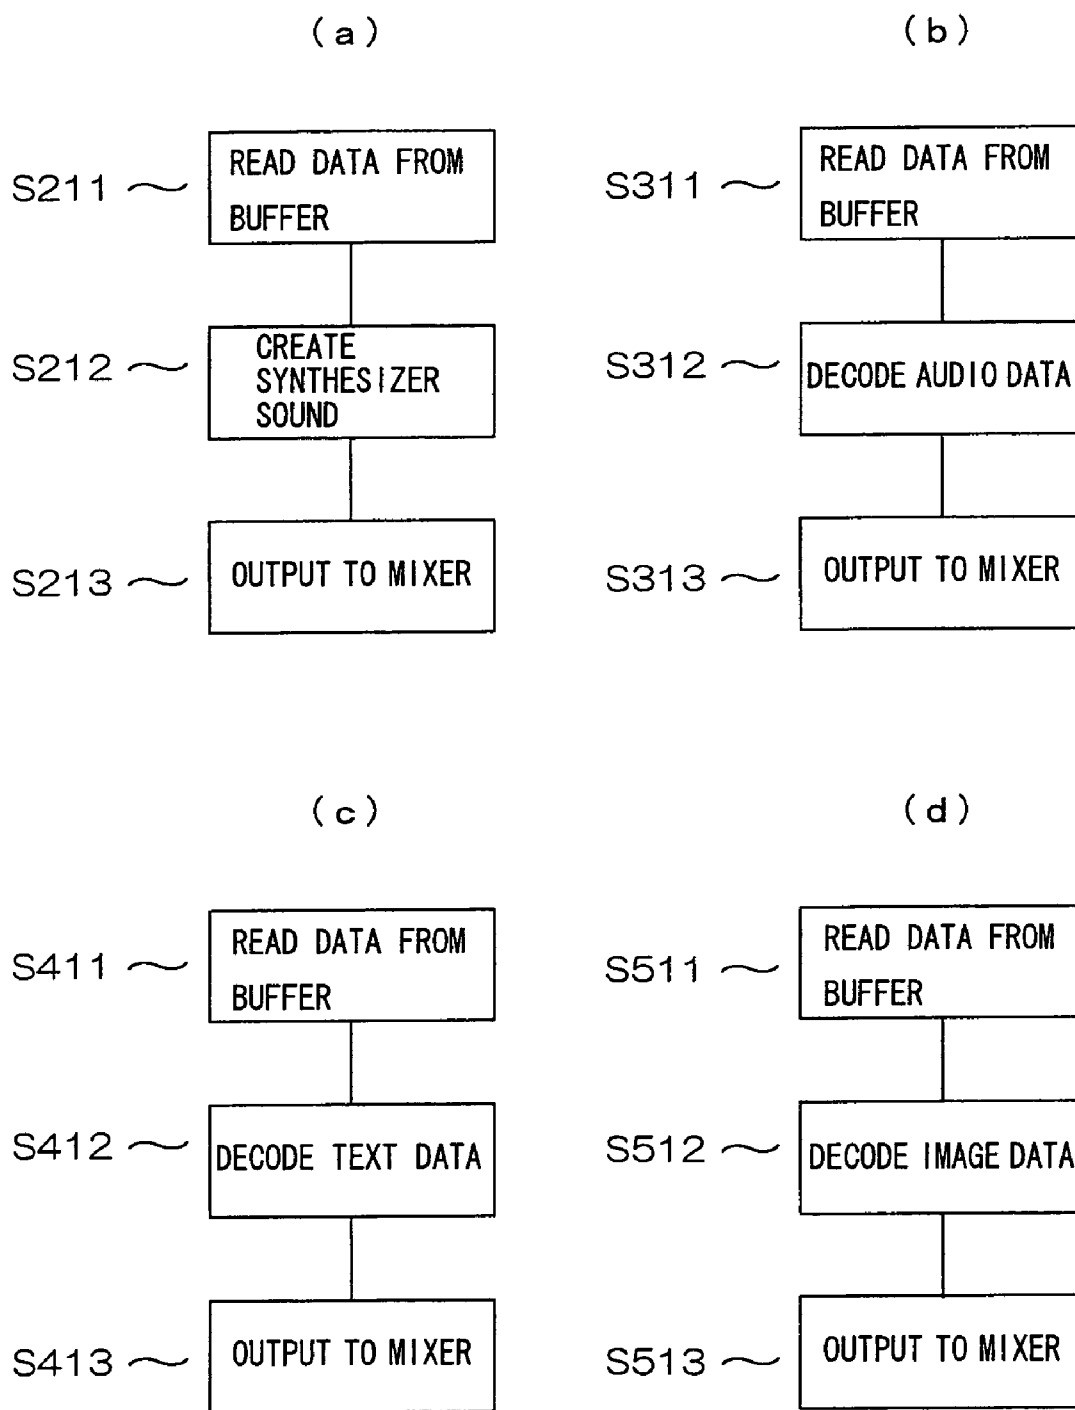 (a)
S211
READ DATA FROM
BUFFER
S212
CREATE
SYNTHESIZER
SOUND
S213
OUTPUT TO MIXER
(b)
S311
READ DATA FROM
BUFFER
S312
DECODE AUDIO DATA
S313
OUTPUT TO MIXER
(c)
S411
READ DATA FROM
BUFFER
S412
DECODE TEXT DATA
S413
OUTPUT TO MIXER
(d)
S511
READ DATA FROM
BUFFER
S512
DECODE IMAGE DATA
S513
OUTPUT TO MIXER